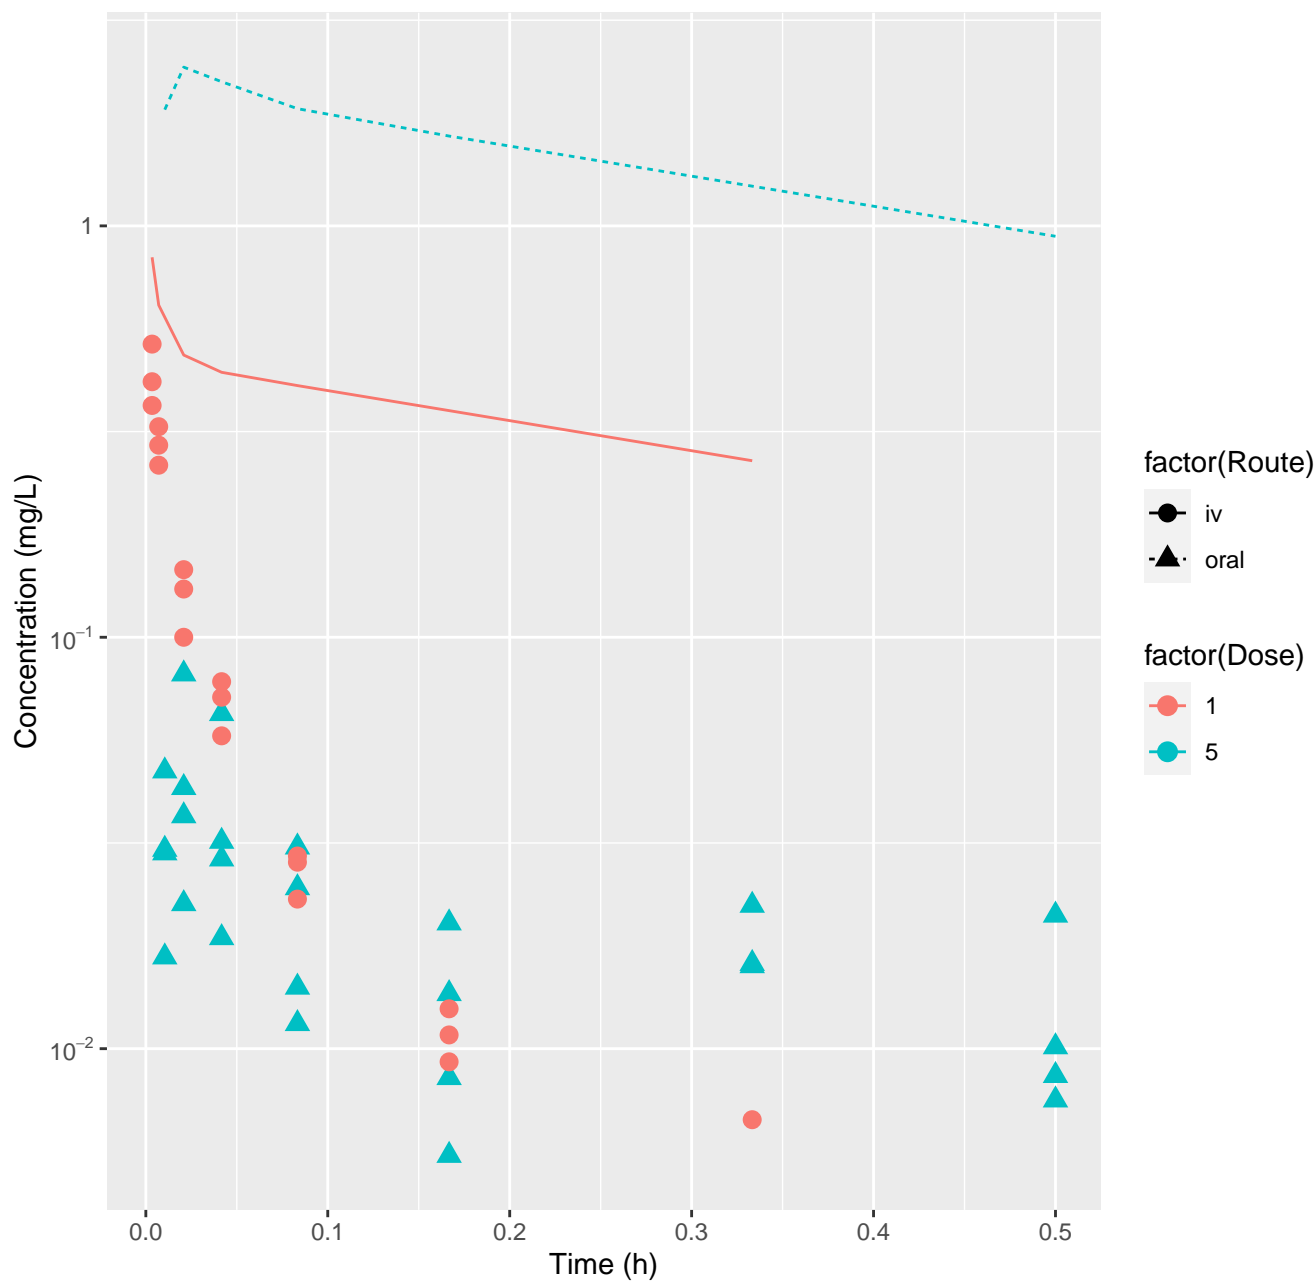 Concentration (mg/L)
1
10⁻¹
10⁻²
0.0 0.1 0.2 0.3 0.4 0.5
Time (h)
factor(Route)
iv
oral
factor(Dose)
1
5